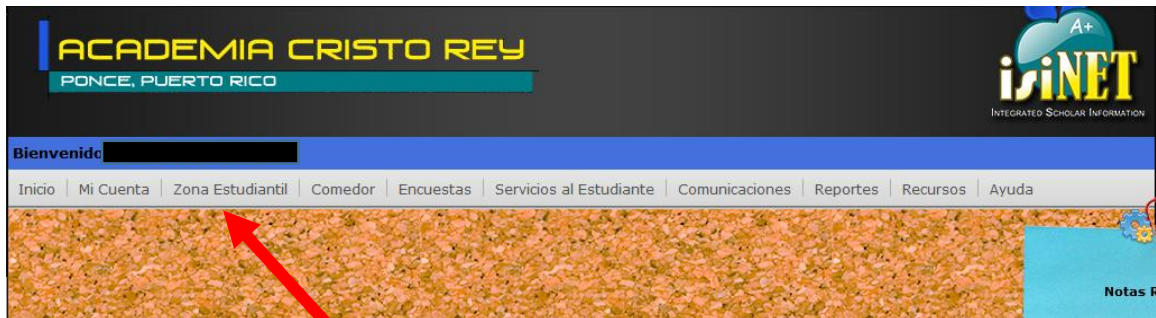 ACADEMIA CRISTO REY
PONCE, PUERTO RICO
A+
isiNET
INTEGRATED SCHOLAR INFORMATION
Bienvenido
Inicio | Mi Cuenta | Zona Estudiantil | Comedor | Encuestas | Servicios al Estudiante | Comunicaciones | Reportes | Recursos | Ayuda
Notas